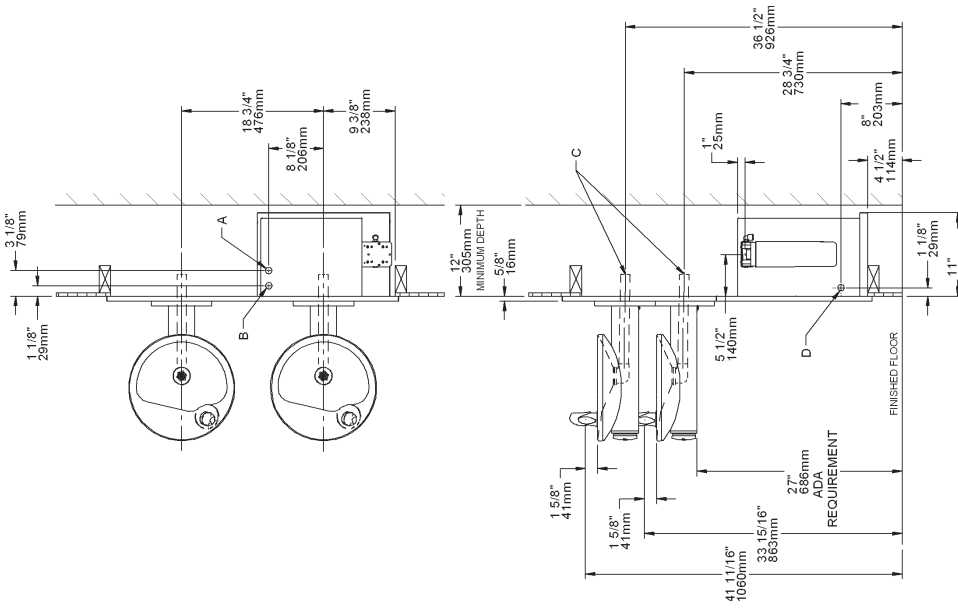 18 3/4"
476mm
9 3/8"
238mm
8 1/8"
206mm
3 1/8"
79mm
1 1/8"
29mm
A
B
12"
305mm
MINIMUM DEPTH
5/8"
16mm
36 1/2"
926mm
28 3/4"
730mm
8"
203mm
4 1/2"
114mm
1"
25mm
C
5 1/2"
140mm
D
1 1/8"
29mm
11"
FINISHED FLOOR
1 5/8"
41mm
1 5/8"
41mm
27"
686mm
ADA
REQUIREMENT
33 15/16"
863mm
41 11/16"
1060mm